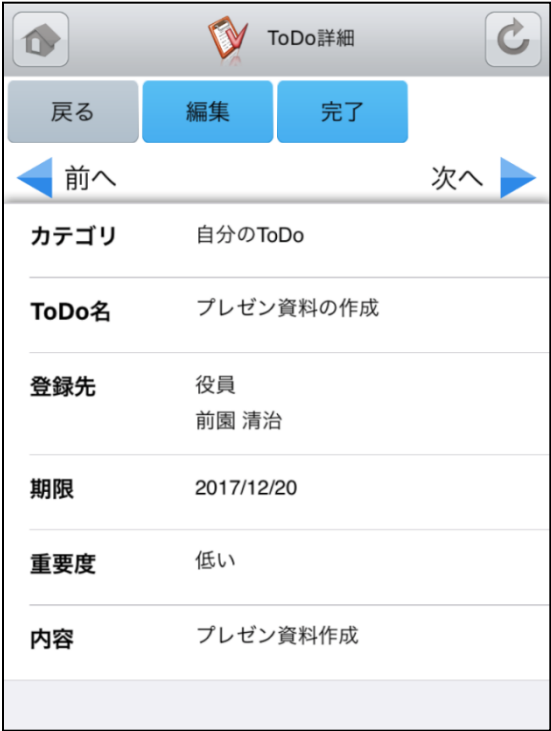 ToDo詳細
戻る 編集 完了
前へ 次へ
カテゴリ 自分のToDo
ToDo名 プレゼン資料の作成
登録先 役員
前園 清治
期限 2017/12/20
重要度 低い
内容 プレゼン資料作成